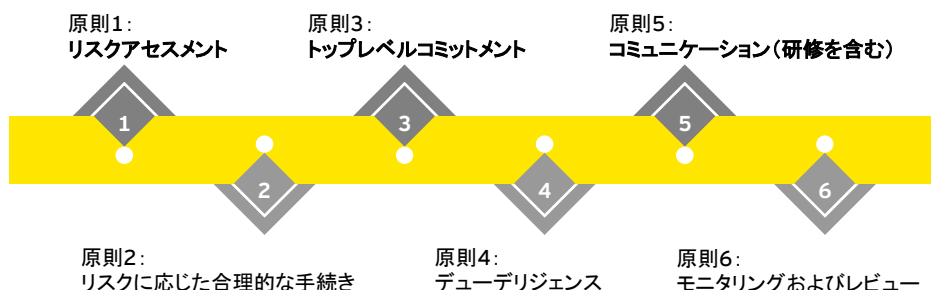 原則1:
リスクアセスメント
原則3:
トップレベルコミットメント
原則5:
コミュニケーション(研修を含む)
1
3
5
2
4
6
原則2:
リスクに応じた合理的な手続き
原則4:
デューデリジェンス
原則6:
モニタリングおよびレビュー